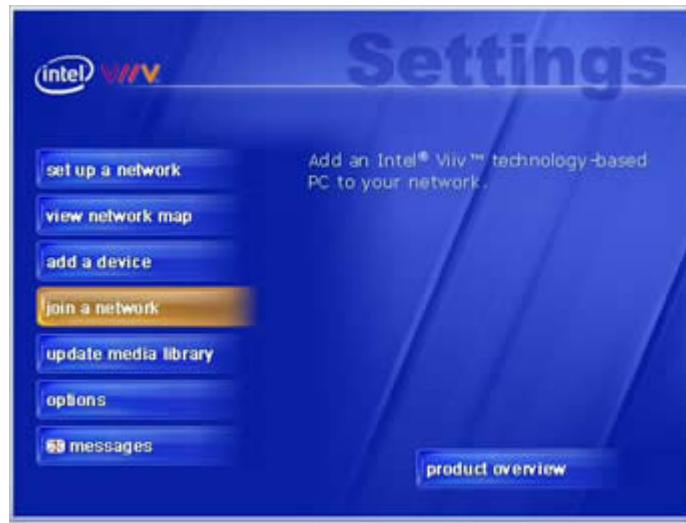 Settings
intel VIIV
set up a network
Add an Intel® Viiv™ technology-based
PC to your network.
view network map
add a device
join a network
update media library
options
messages
product overview